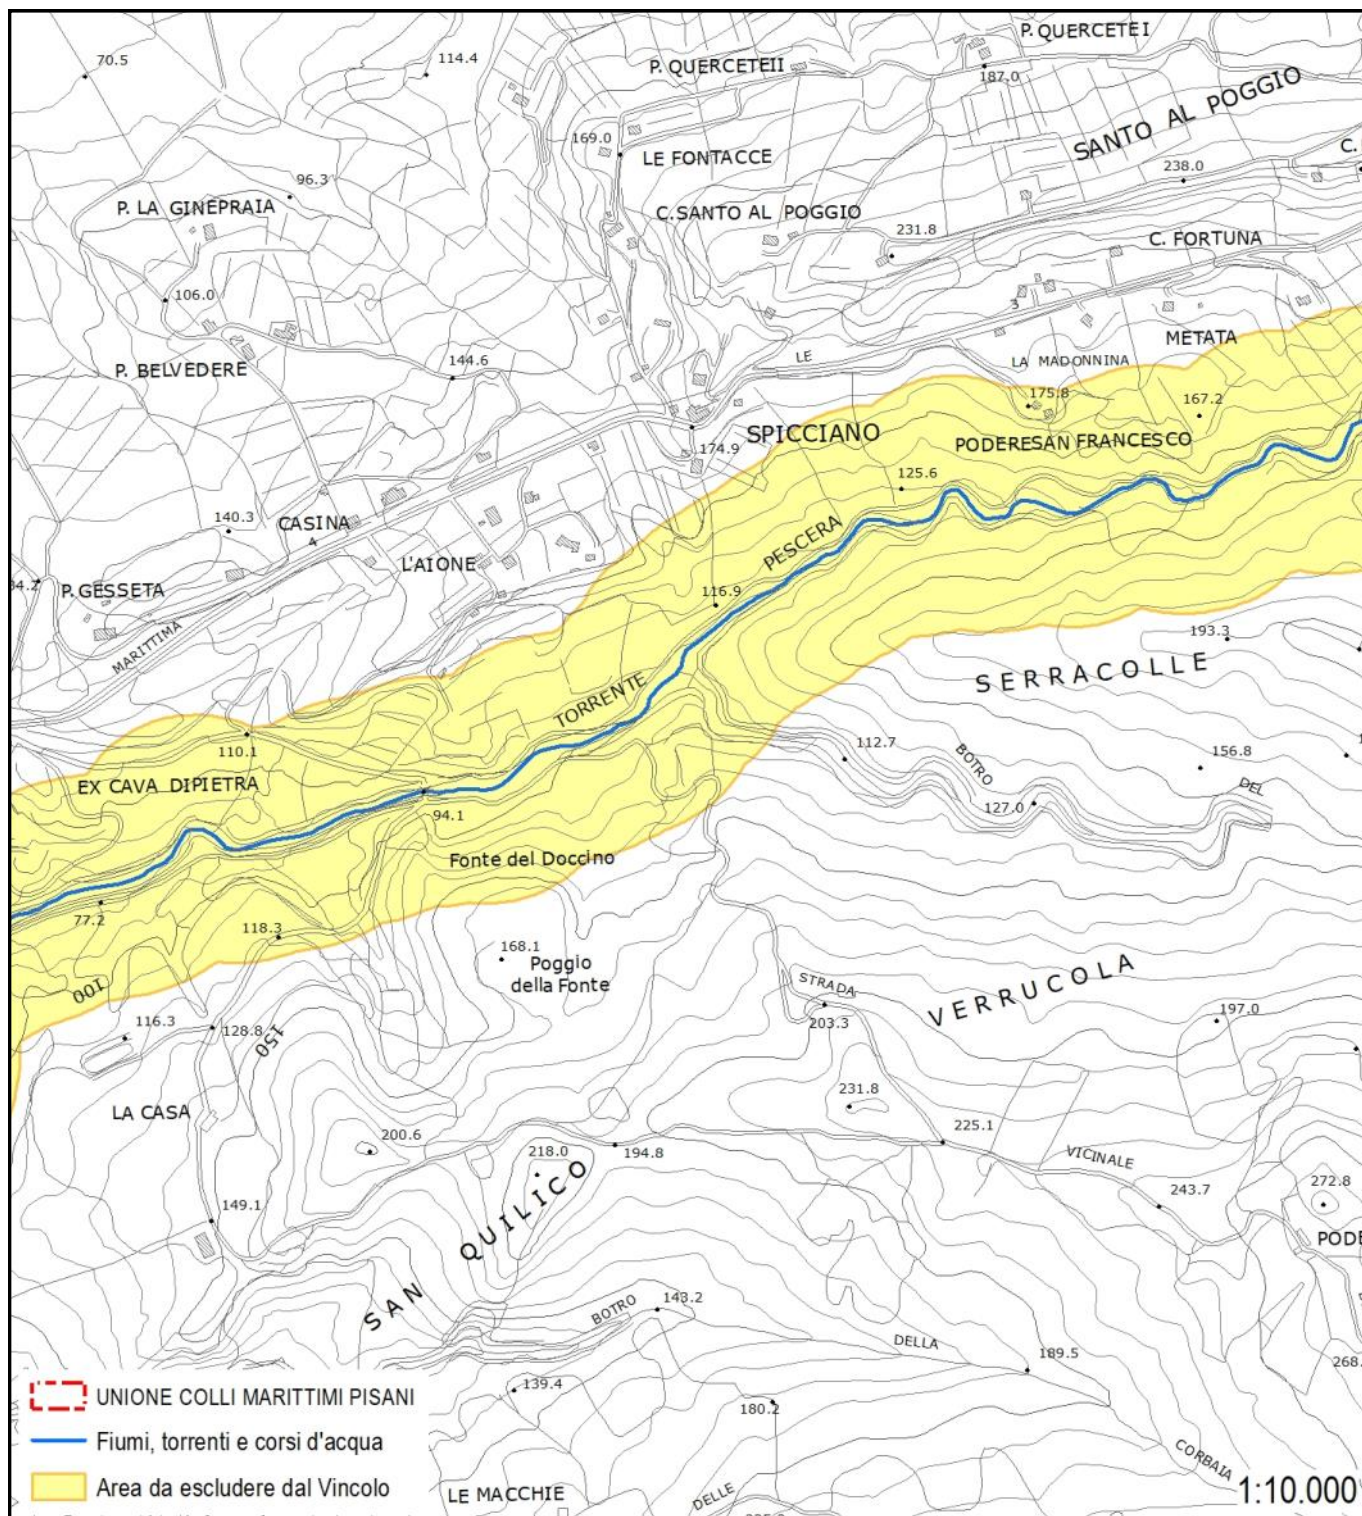 70.5
114.4
P. QUERCETEI
P. QUERCETEII
187.0
SANTO AL POGGIO
169.0
LE FONTACCE
238.0
C.
96.3
P. LA GINEPRAIA
C.SANTO AL POGGIO
231.8
C. FORTUNA
106.0
3
METATA
LE
LA MADONNINA
P. BELVEDERE
144.6
175.8
167.2
SPICCIANO
PODERESAN FRANCESCO
174.9
125.6
140.3
CASINA
4
PESCERA
L'AIONE
P.GESSETA
116.9
MARITTIMA
193.3
SERRACOLLE
TORRENTE
110.1
112.7
BOTRO
156.8
EX CAVA DIPIETRA
DEL
94.1
127.0
Fonte del Doccino
77.2
118.3
168.1
Poggio
della Fonte
100
STRADA
VERRUCOLA
203.3
197.0
116.3
128.8
150
LA CASA
231.8
200.6
225.1
218.0
194.8
VICINALE
272.8
149.1
243.7
SAN QUILICO
PODE
BOTRO
143.2
DELLA
189.5
268.
139.4
180.2
CORBAIA
UNIONE COLLI MARITTIMI PISANI
Fiumi, torrenti e corsi d'acqua
Area da escludere dal Vincolo
LE MACCHIE
DELLE
1:10.000